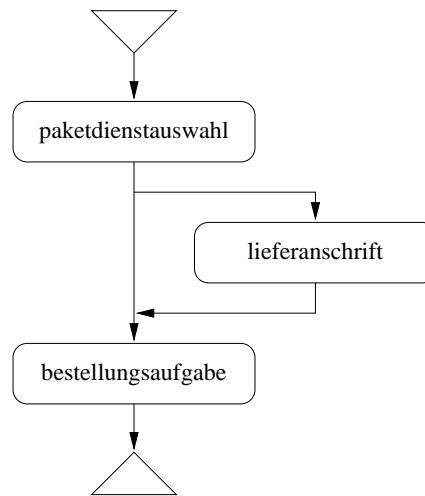 paketdienstauswahl
lieferanschrift
bestellungsaufgabe